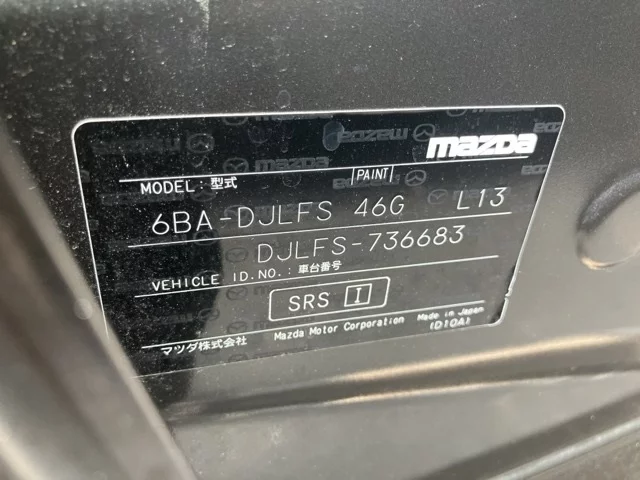 mazda
MODEL: 型式 PAINT
6BA-DJLFS 46G L13
DJLFS-736683
VEHICLE ID.NO.: 車台番号
SRS I
マツダ株式会社 Mazda Motor Corporation Made in Japan
(D10A)